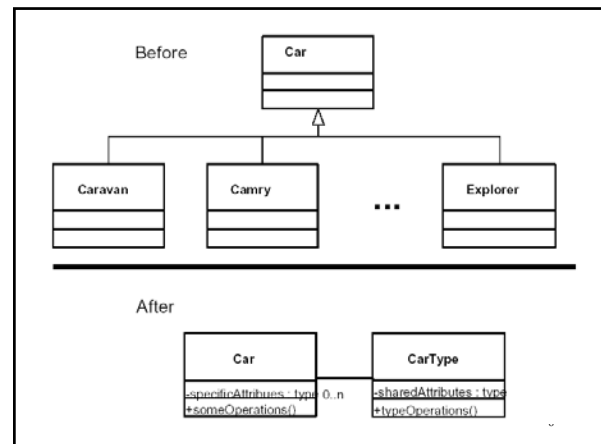 Before
Car
Caravan
Camry
...
Explorer
After
Car
CarType
-specificAttribues : type 0..n
-sharedAttributes : type
+someOperations()
+typeOperations()